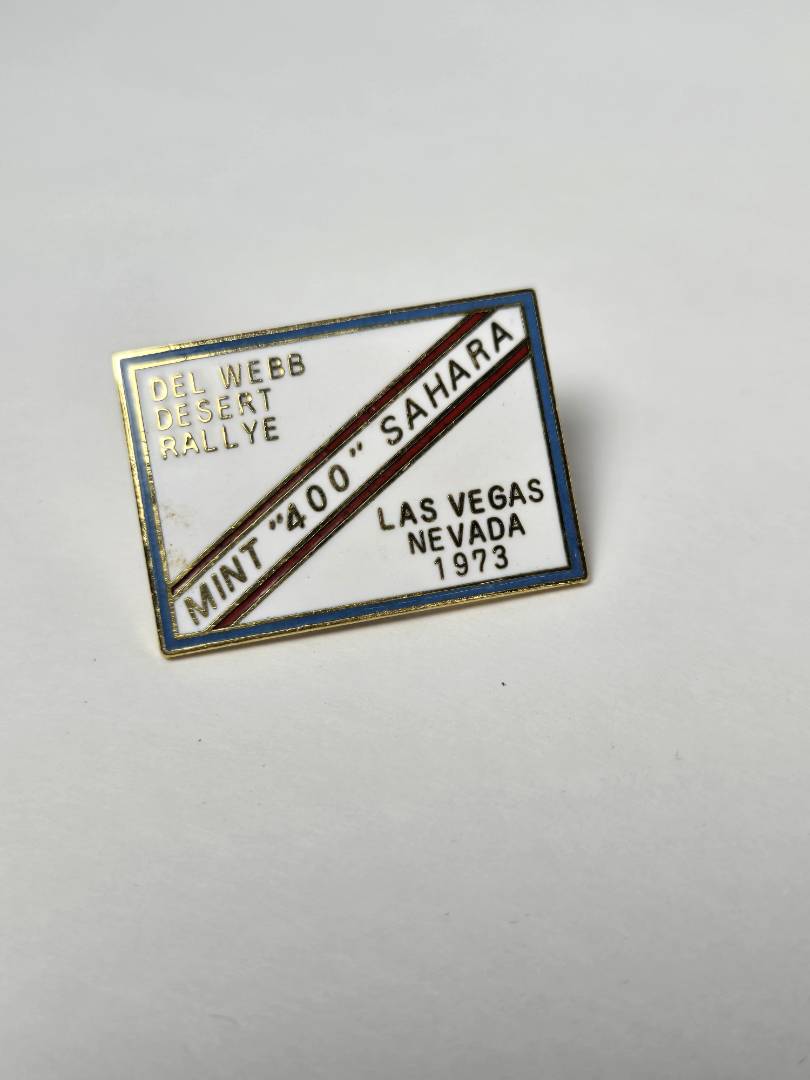 DEL WEBB
DESERT
RALLYE
MINT "400" SAHARA
LAS VEGAS
NEVADA
1973